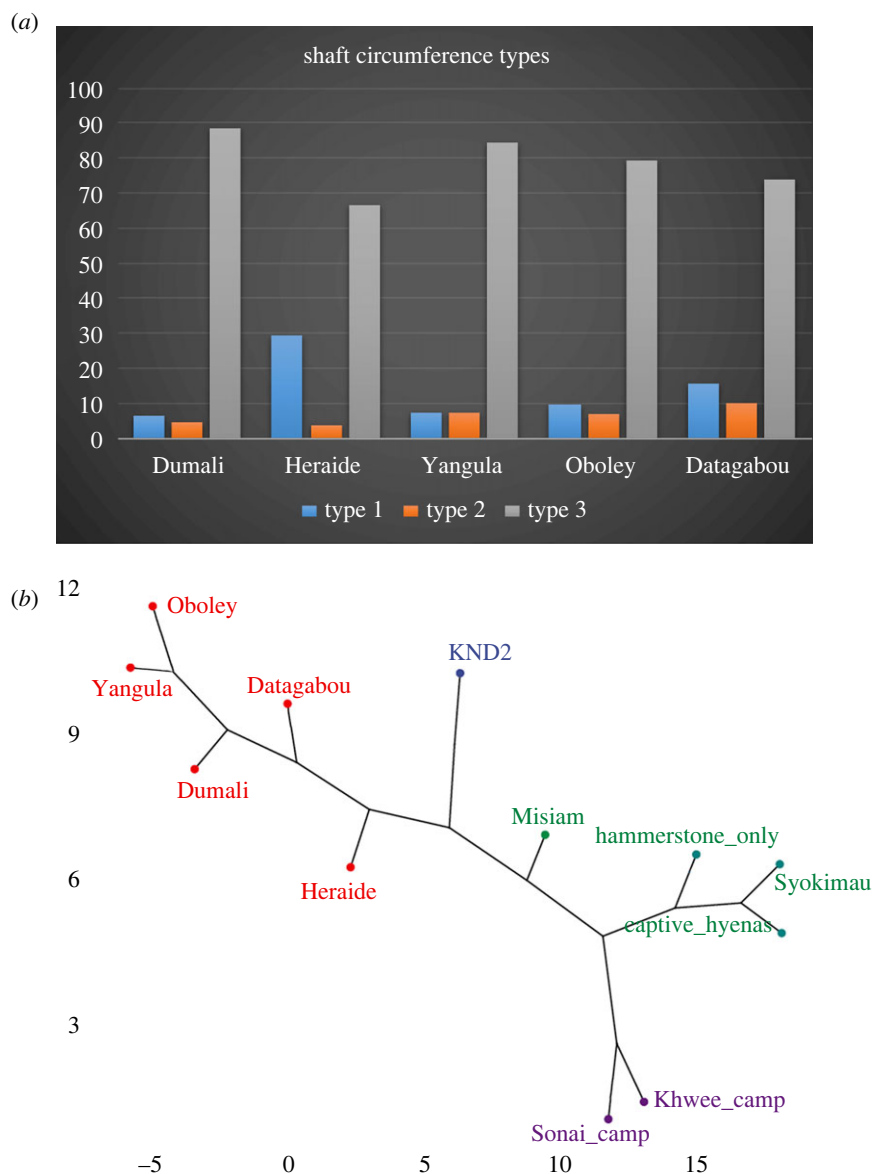 (a)
shaft circumference types
100
90
80
70
60
50
40
30
20
10
0
Dumali Heraide Yangula Oboley Datagabou
type 1 type 2 type 3
(b)
12
Oboley
KND2
Yangula
Datagabou
9
Dumali
Misiam
hammerstone_only
6
Heraide
Syokimau
captive_hyenas
3
Khwee_camp
Sonai_camp
–5 0 5 10 15